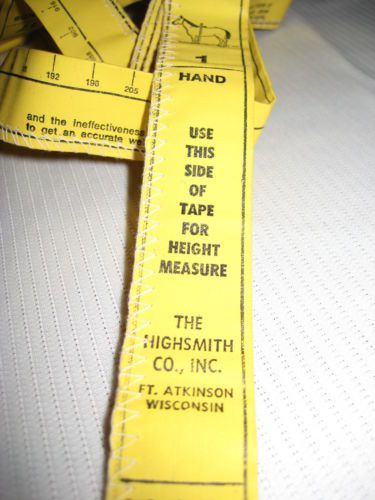 1
HAND
USE
THIS
SIDE
OF
TAPE
FOR
HEIGHT
MEASURE
THE
HIGHSMITH
CO., INC.
FT. ATKINSON
WISCONSIN
192 198 205
and the ineffectiveness
to get an accurate we